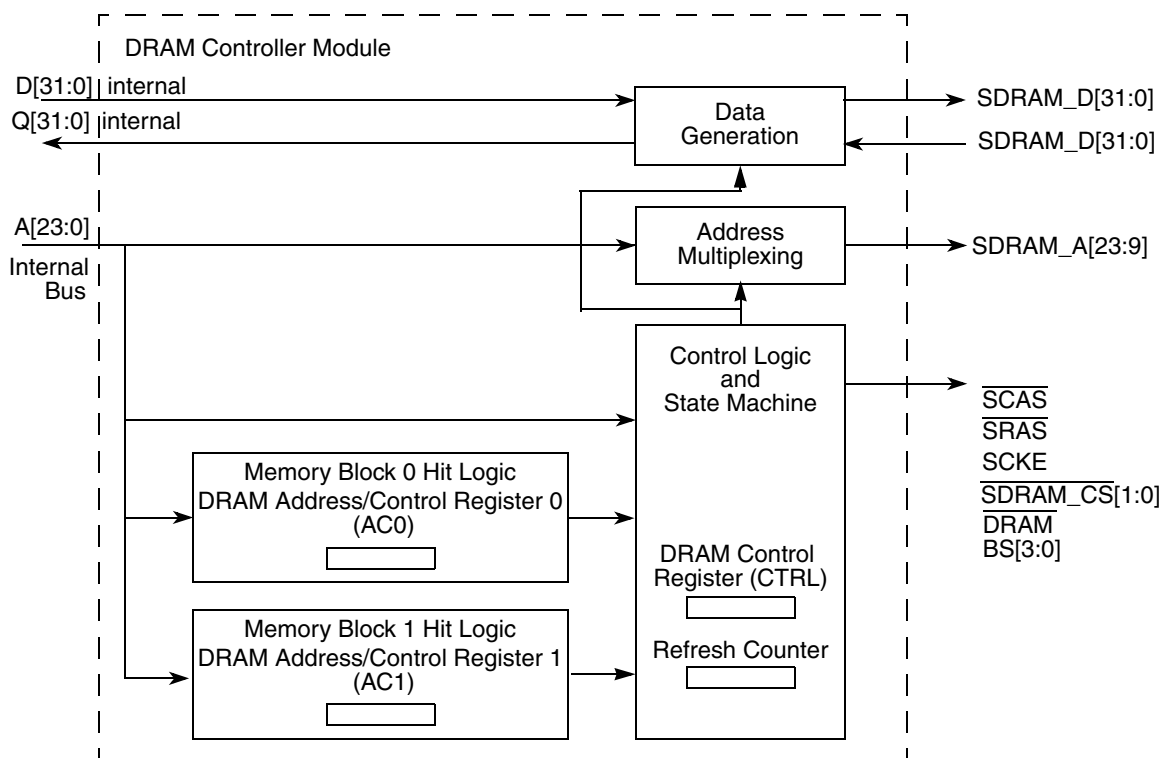 DRAM Controller Module
D[31:0] internal
Q[31:0] internal
Data
Generation
SDRAM_D[31:0]
SDRAM_D[31:0]
A[23:0]
Internal
Bus
Address
Multiplexing
SDRAM_A[23:9]
Control Logic
and
State Machine
SCAS
SRAS
SCKE
SDRAM_CS[1:0]
DRAM
BS[3:0]
Memory Block 0 Hit Logic
DRAM Address/Control Register 0
(AC0)
DRAM Control
Register (CTRL)
Memory Block 1 Hit Logic
DRAM Address/Control Register 1
(AC1)
Refresh Counter